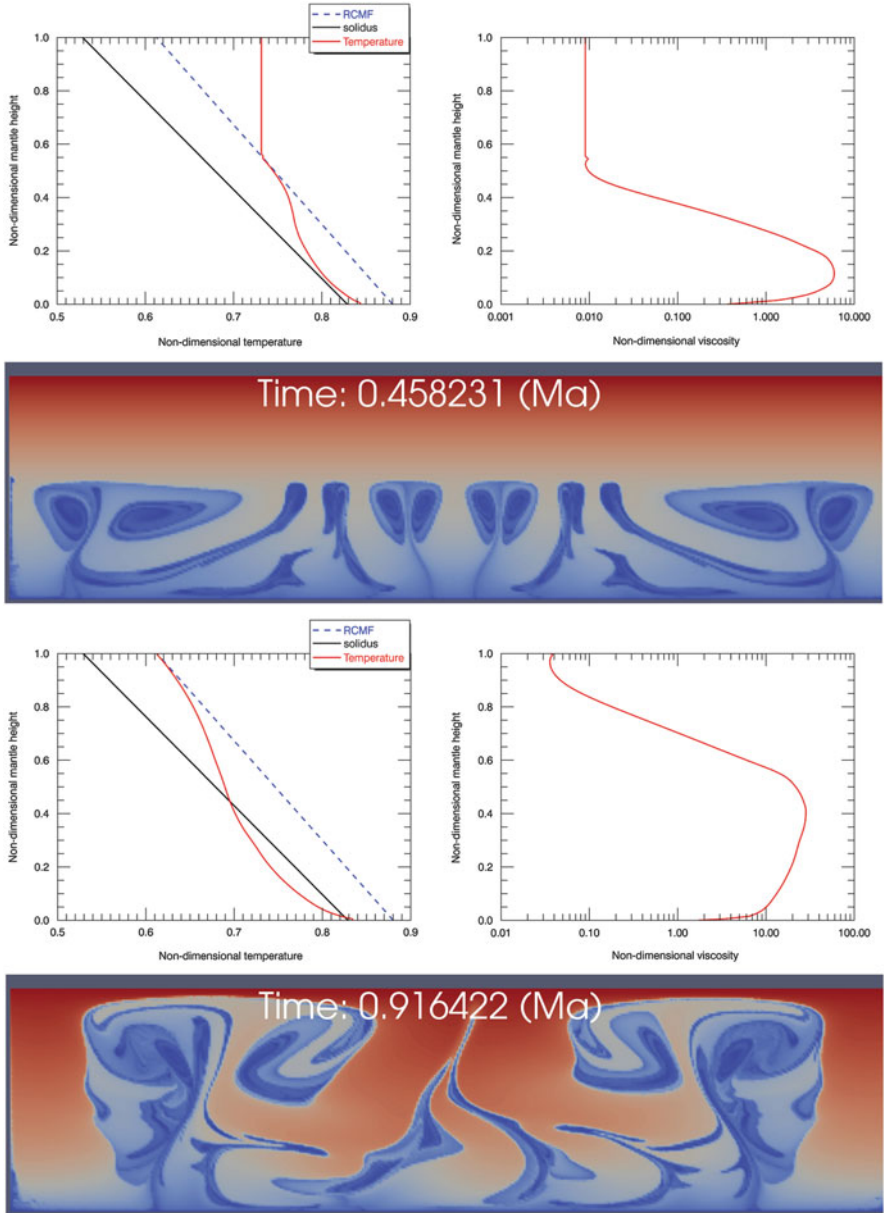 RCMF
solidus
Temperature
1.0
0.8
0.6
0.4
0.2
0.0
Non-dimensional mantle height
0.5
0.6
0.7
0.8
0.9
Non-dimensional temperature
1.0
0.8
0.6
0.4
0.2
0.0
Non-dimensional mantle height
0.001
0.010
0.100
1.000
10.000
Non-dimensional viscosity
Time: 0.458231 (Ma)
RCMF
solidus
Temperature
1.0
0.8
0.6
0.4
0.2
0.0
Non-dimensional mantle height
0.5
0.6
0.7
0.8
0.9
Non-dimensional temperature
1.0
0.8
0.6
0.4
0.2
0.0
Non-dimensional mantle height
0.01
0.10
1.00
10.00
100.00
Non-dimensional viscosity
Time: 0.916422 (Ma)